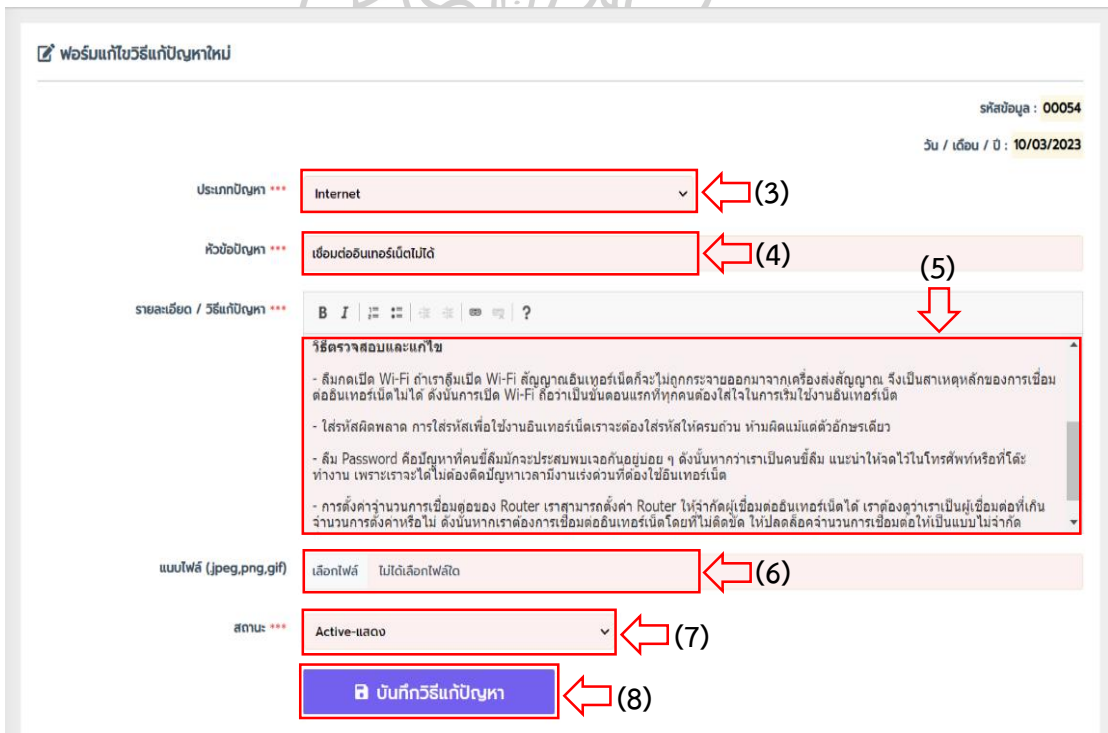 ฟอร์มแก้ไขวิธีแก้ปัญหาใหม่
รหัสข้อมูล : 00054
วัน / เดือน / ปี : 10/03/2023
ประเภทปัญหา *** Internet (3)
หัวข้อปัญหา *** เชื่อมต่ออินเทอร์เน็ตไม่ได้ (4)
(5)
รายละเอียด / วิธีแก้ปัญหา *** B I ?
วิธีตรวจสอบและแก้ไข
- ลืมกดเปิด Wi-Fi ถ้าเราลืมเปิด Wi-Fi สัญญาณอินเทอร์เน็ตก็จะไม่ถูกกระจายออกมาจากเครื่องส่งสัญญาณ จึงเป็นสาเหตุหลักของการเชื่อม
ต่ออินเทอร์เน็ตไม่ได้ ดังนั้นการเปิด Wi-Fi ถือว่าเป็นขั้นตอนแรกที่ทุกคนต้องใส่ใจในการเริ่มใช้งานอินเทอร์เน็ต
- ใส่รหัสผิดพลาด การใส่รหัสเพื่อใช้งานอินเทอร์เน็ตเราจะต้องใส่รหัสให้ครบถ้วน ห้ามผิดแม้แต่ตัวอักษรเดียว
- ลืม Password คือปัญหาที่คนขี้ลืมมักจะประสบพบเจอกันอยู่บ่อย ๆ ดังนั้นหากว่าเราเป็นคนขี้ลืม แนะนำให้จดไว้ในโทรศัพท์หรือที่โต๊ะ
ทำงาน เพราะเราจะได้ไม่ต้องติดปัญหาเวลามีงานเร่งด่วนที่ต้องใช้อินเทอร์เน็ต
- การตั้งค่าจำนวนการเชื่อมต่อของ Router เราสามารถตั้งค่า Router ให้จำกัดผู้เชื่อมต่ออินเทอร์เน็ตได้ เราต้องดูว่าเราเป็นผู้เชื่อมต่อที่เกิน
จำนวนการตั้งค่าหรือไม่ ดังนั้นหากเราต้องการเชื่อมต่ออินเทอร์เน็ตโดยที่ไม่ติดขัด ให้ปลดล็อคจำนวนการเชื่อมต่อให้เป็นแบบไม่จำกัด
แนบไฟล์ (.jpeg,png,gif) เลือกไฟล์ ไม่ได้เลือกไฟล์ใด (6)
สถานะ *** Active-แสดง (7)
บันทึกวิธีแก้ปัญหา (8)